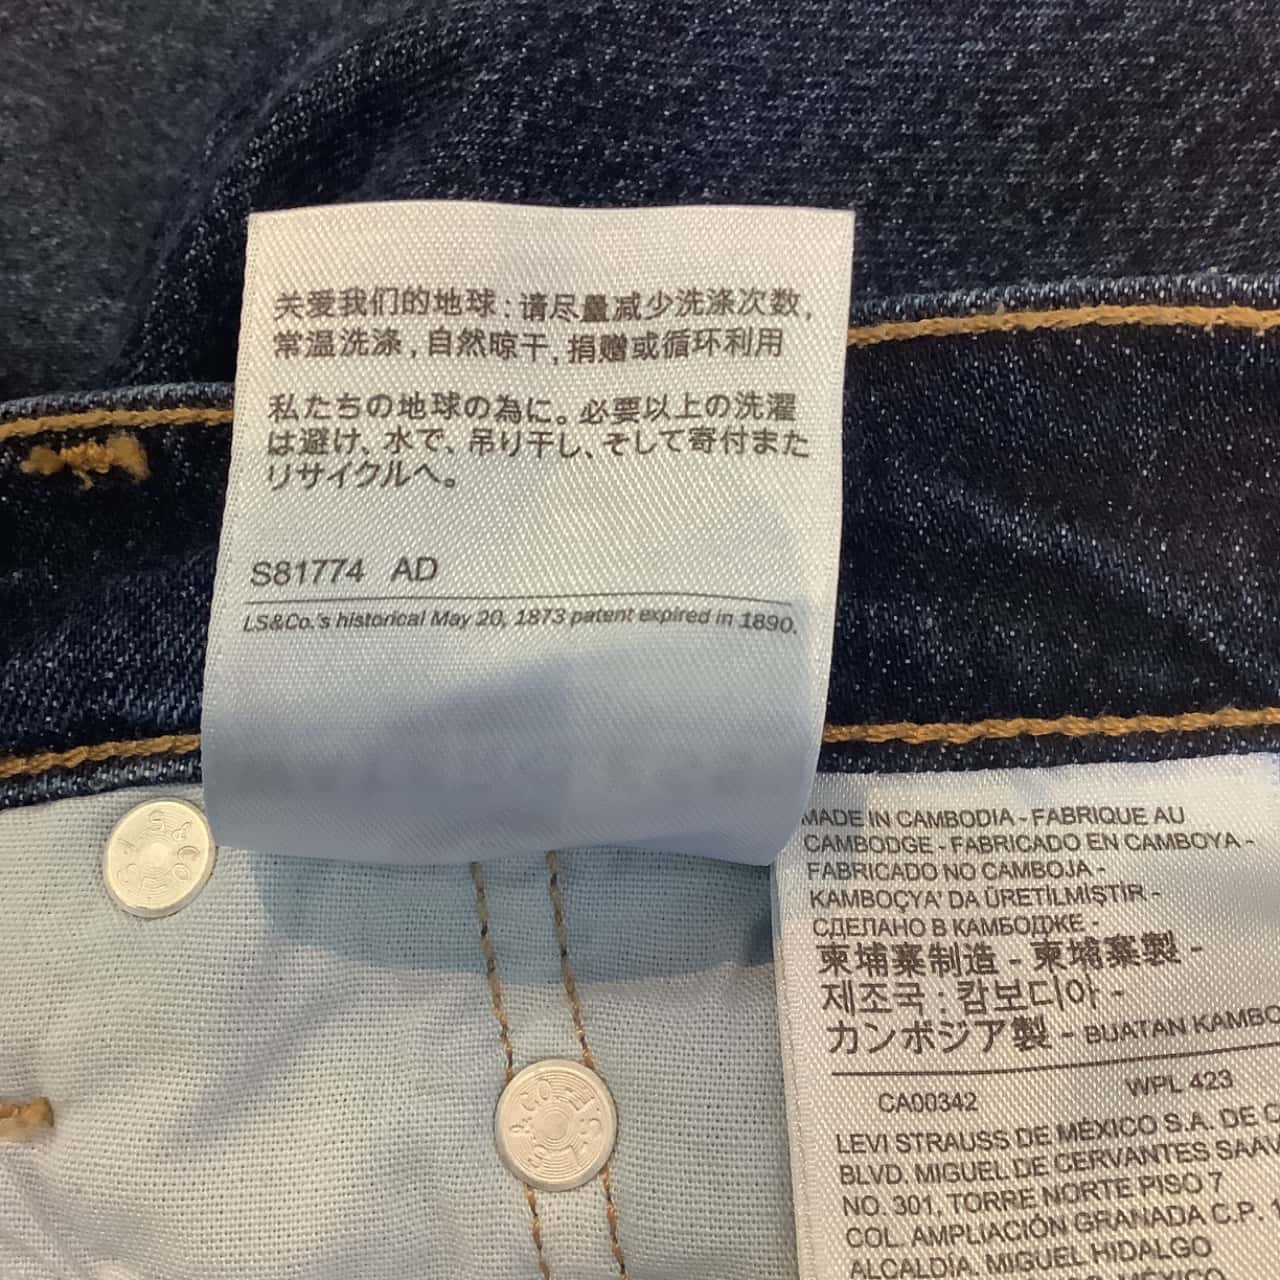 关爱我们的地球:请尽量减少洗涤次数,
常温洗涤,自然晾干,捐赠或循环利用
私たちの地球の為に。必要以上の洗濯
は避け、水で、吊り干し、そして寄付また
リサイクルへ。
S81774 AD
LS&Co.'s historical May 20, 1873 patent expired in 1890.
MADE IN CAMBODIA - FABRIQUE AU
CAMBODGE - FABRICADO EN CAMBOYA -
FABRICADO NO CAMBOJA -
KAMBOÇYA' DA ÜRETİLMİŞTİR -
СДЕЛАНО В КАМБОДЖЕ -
柬埔寨制造 - 柬埔寨製 -
제조국 : 캄보디아 -
カンボジア製 - BUATAN KAMBO
CA00342 WPL 423
LEVI STRAUSS DE MÉXICO S.A. DE C
BLVD. MIGUEL DE CERVANTES SAAV
NO. 301, TORRE NORTE PISO 7
COL. AMPLIACIÓN GRANADA C.P. 1
ALCALDÍA. MIGUEL HIDALGO
MÉXICO